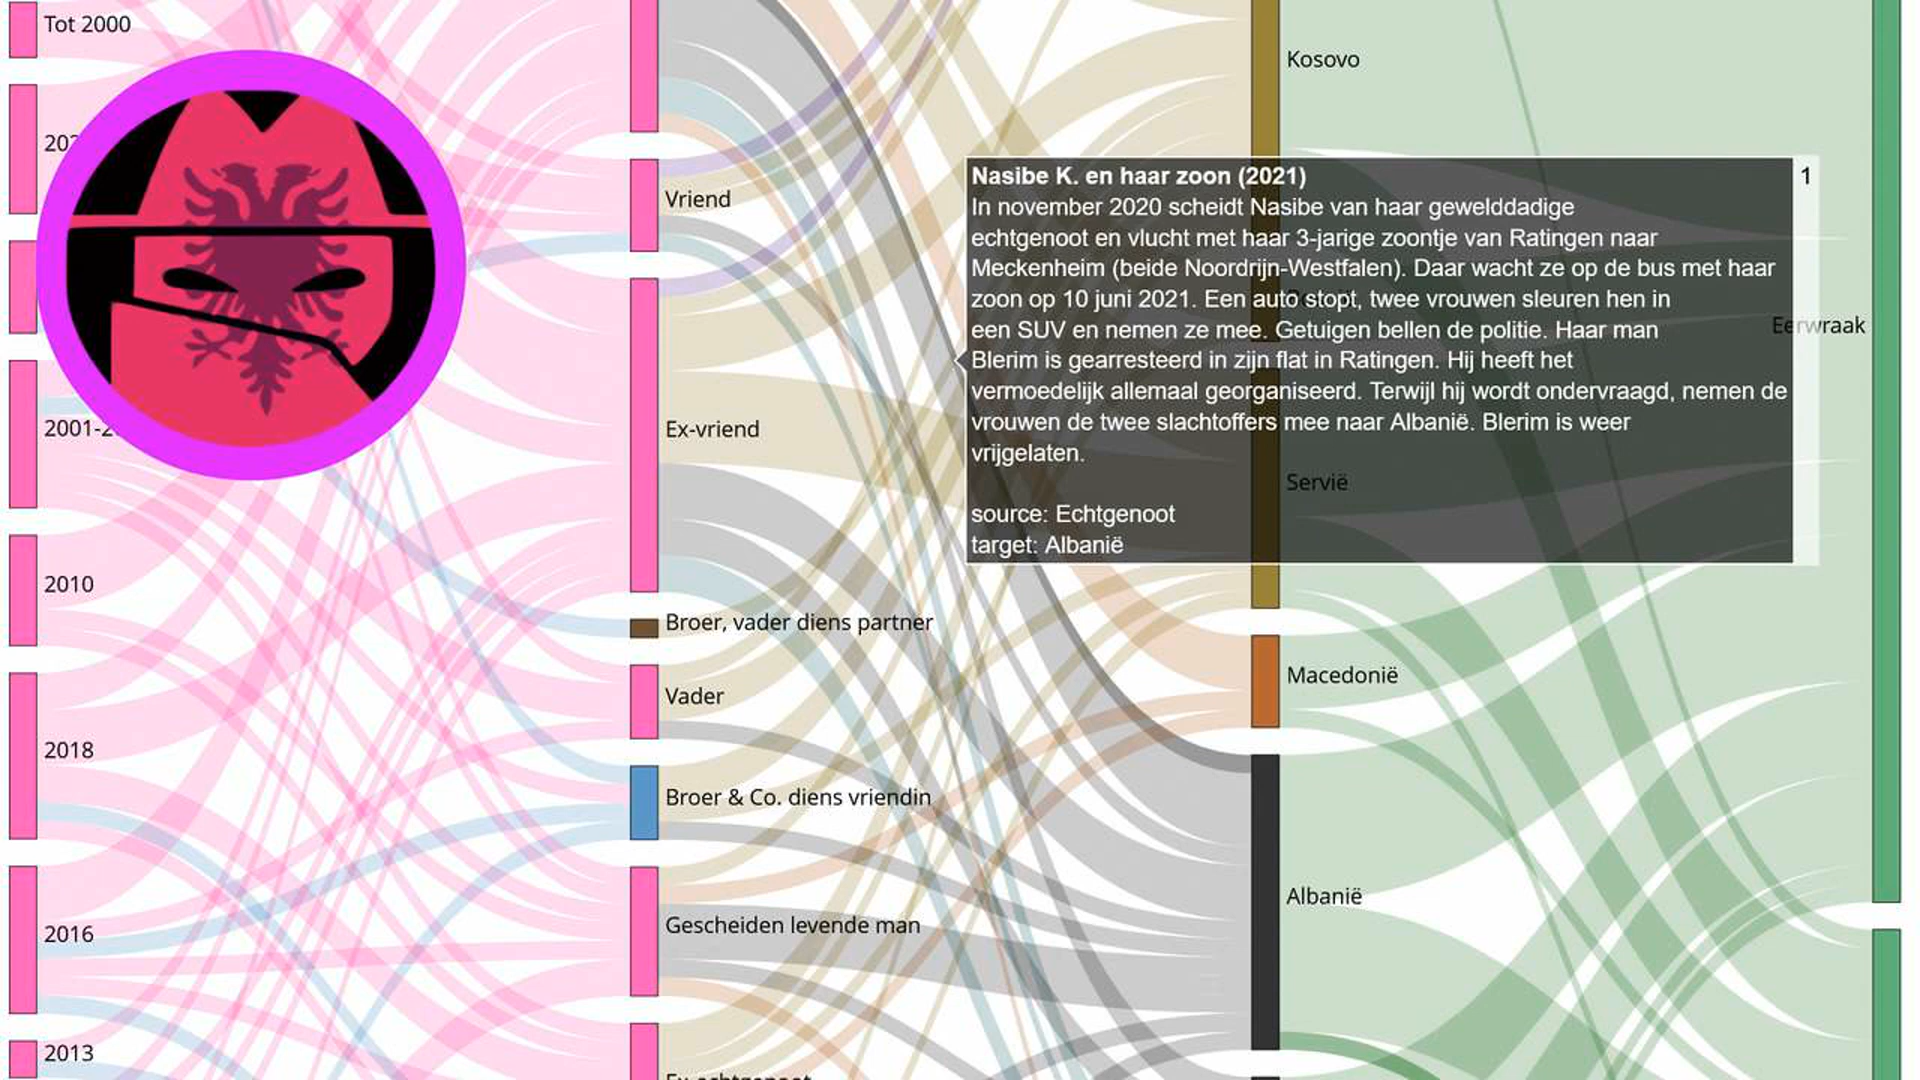 Tot 2000
2001-2
2010
2018
2016
2013
Vriend
Ex-vriend
Broer, vader diens partner
Vader
Broer & Co. diens vriendin
Gescheiden levende man
Ex-echtgenoot
Kosovo
Nasibe K. en haar zoon (2021)
In november 2020 scheidt Nasibe van haar gewelddadige
echtgenoot en vlucht met haar 3-jarige zoontje van Ratingen naar
Meckenheim (beide Noordrijn-Westfalen). Daar wacht ze op de bus met haar
zoon op 10 juni 2021. Een auto stopt, twee vrouwen sleuren hen in
een SUV en nemen ze mee. Getuigen bellen de politie. Haar man
Blerim is gearresteerd in zijn flat in Ratingen. Hij heeft het
vermoedelijk allemaal georganiseerd. Terwijl hij wordt ondervraagd, nemen de
vrouwen de twee slachtoffers mee naar Albanië. Blerim is weer
vrijgelaten.
source: Echtgenoot
target: Albanië
1
Servië
Macedonië
Albanië
Eerwraak